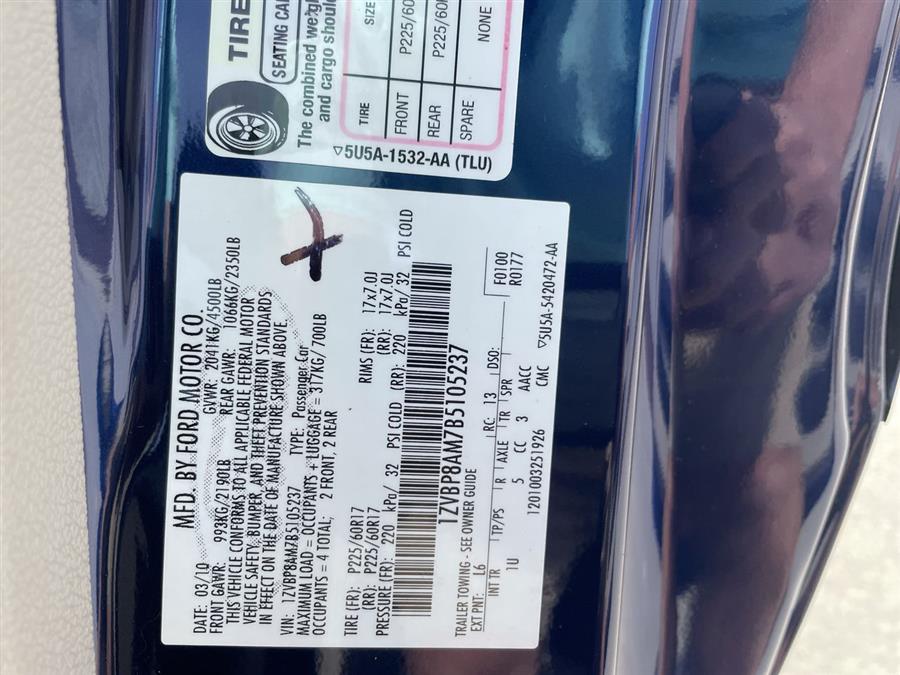 TIRE
SEATING CA
The combined weigh
and cargo shoul
TIRE SIZE
FRONT P225/60
REAR P225/60R
SPARE NONE
5U5A-1532-AA (TLU)
MFD. BY FORD MOTOR CO.
DATE: 03/10 GVWR: 2041KG/4500LB
FRONT GAWR: 993KG/2190LB REAR GAWR: 1066KG/2350LB
THIS VEHICLE CONFORMS TO ALL APPLICABLE FEDERAL MOTOR
VEHICLE SAFETY, BUMPER, AND THEFT PREVENTION STANDARDS
IN EFFECT ON THE DATE OF MANUFACTURE SHOWN ABOVE.
VIN: 1ZVBP8AM7B5105237 TYPE: Passenger Car
MAXIMUM LOAD = OCCUPANTS + LUGGAGE = 317KG/700LB
OCCUPANTS = 4 TOTAL: 2 FRONT, 2 REAR
TIRE (FR): P225/60R17 RIMS (FR): 17x7.0J
(RR): P225/60R17 (RR): 17x7.0J
PRESSURE (FR): 220 kPa/ 32 PSI COLD (RR): 220 kPa/ 32 PSI COLD
1ZVBP8AM7B5105237
TRAILER TOWING - SEE OWNER GUIDE
EXT PNT: L6 RC: 13 DSO: F0100
INT TR TP/PS R AXLE TR SPR R0177
1U 5 CC 3 AACC
1201003251926 CMC 5U5A-5420472-AA